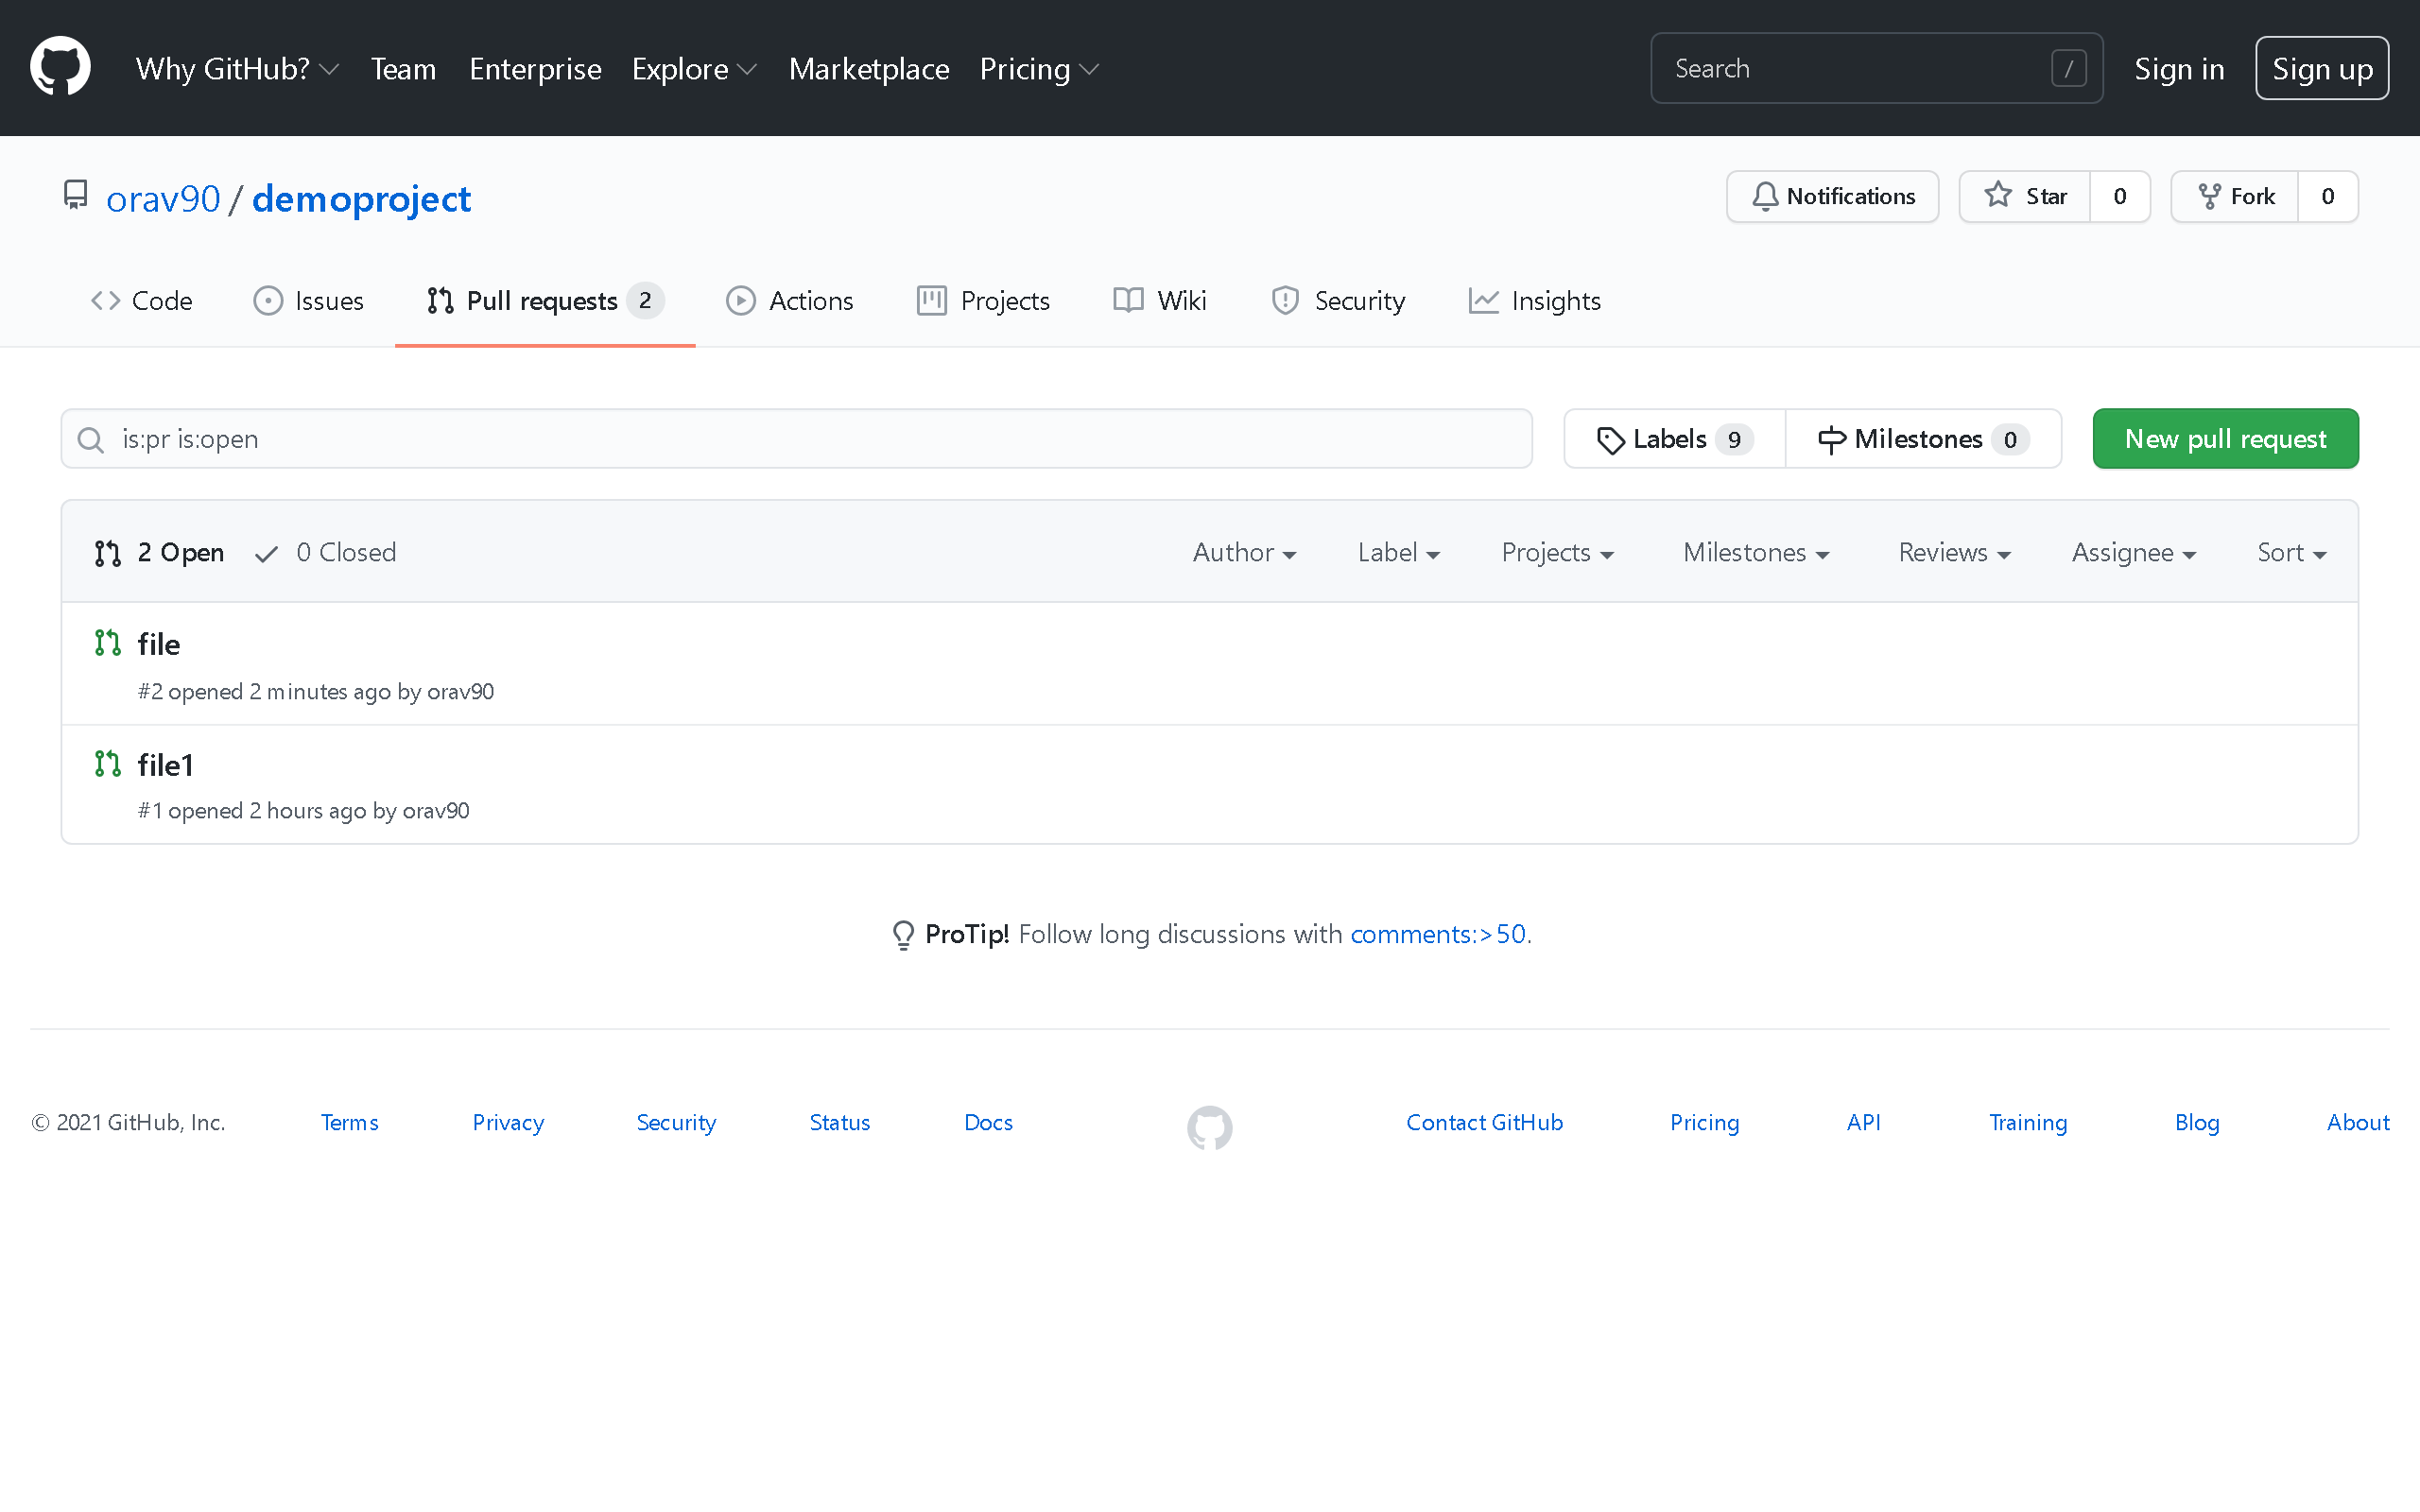 Why GitHub? Team Enterprise Explore Marketplace Pricing Search / Sign in Sign up
orav90 / demoproject Notifications Star 0 Fork 0
Code Issues Pull requests 2 Actions Projects Wiki Security Insights
is:pr is:open Labels 9 Milestones 0 New pull request
2 Open 0 Closed Author Label Projects Milestones Reviews Assignee Sort
file
#2 opened 2 minutes ago by orav90
file1
#1 opened 2 hours ago by orav90
ProTip! Follow long discussions with comments:>50.
© 2021 GitHub, Inc. Terms Privacy Security Status Docs Contact GitHub Pricing API Training Blog About